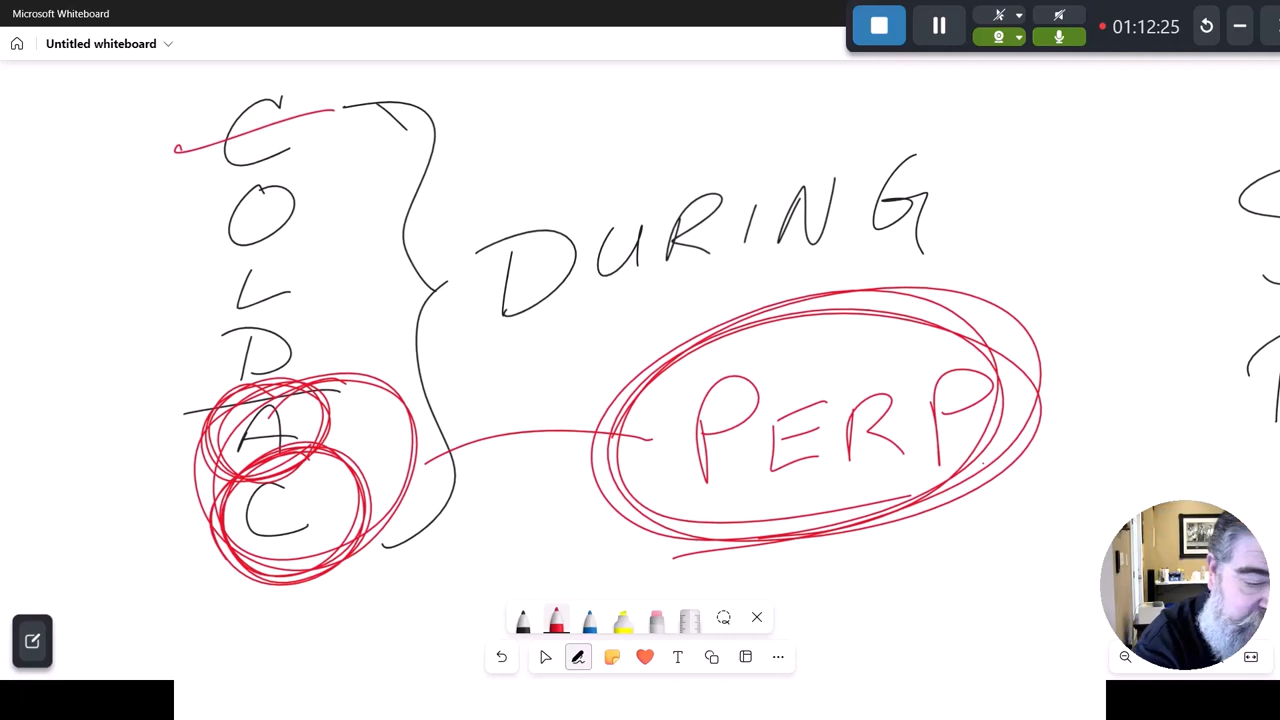 Microsoft Whiteboard
Untitled whiteboard
01:12:25
C
O
L
D
A
C
DURING
PERP
T